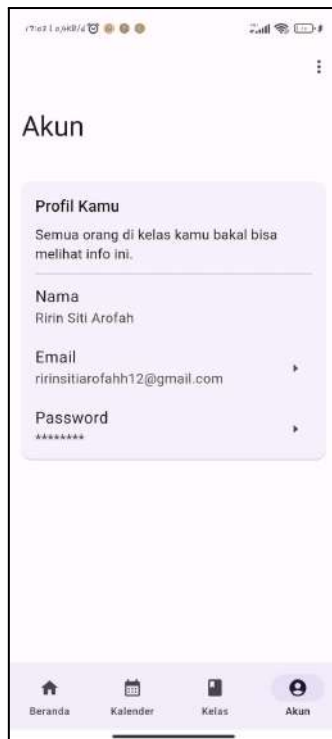 Akun
Profil Kamu
Semua orang di kelas kamu bakal bisa
melihat info ini.
Nama
Ririn Siti Arofah
Email
ririnsitiarofahh12@gmail.com
Password
********
Beranda Kalender Kelas Akun